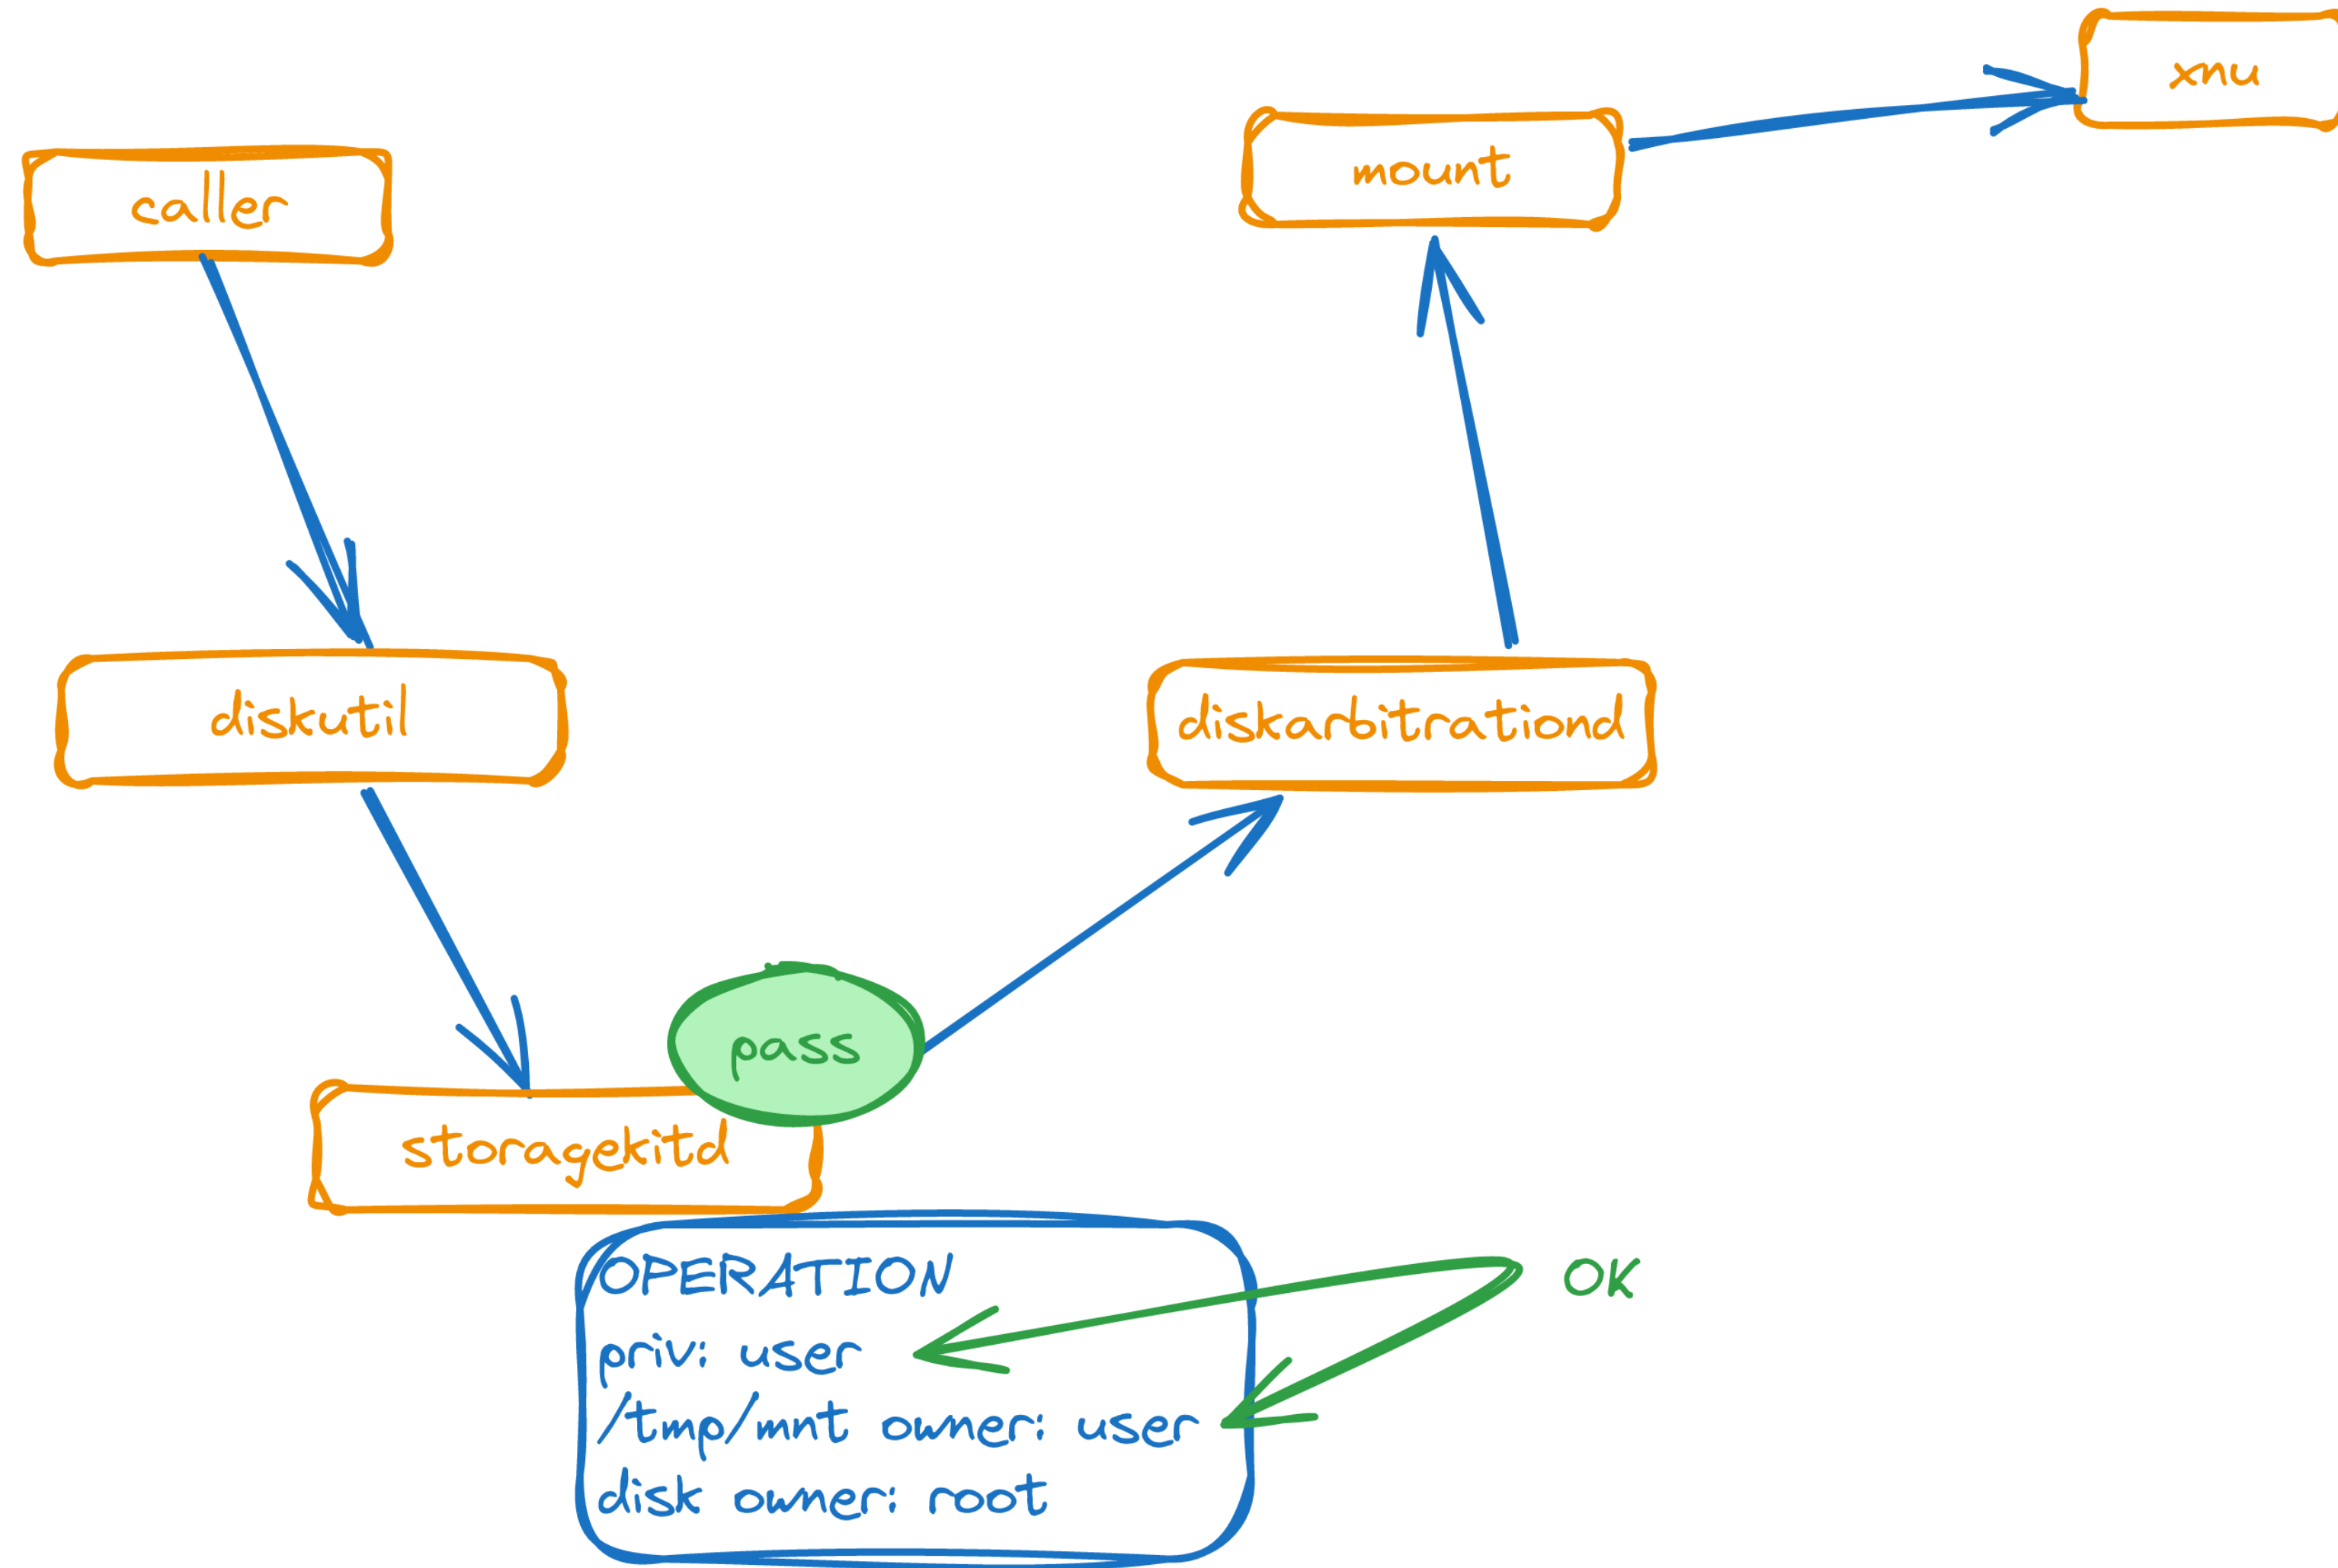 xnu
mount
caller
diskutil
diskarbitrationd
pass
storagekitd
OPERATION
priv: user
/tmp/mnt owner: user
disk owner: root
OK